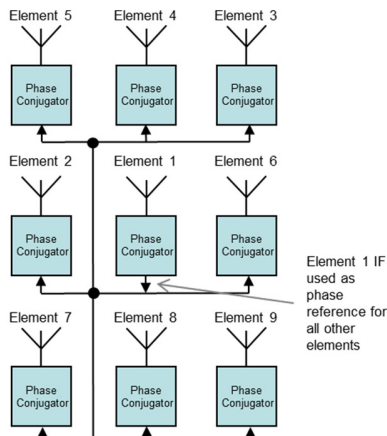 Element 5
Element 4
Element 3
Phase
Conjugator
Phase
Conjugator
Phase
Conjugator
Element 2
Element 1
Element 6
Phase
Conjugator
Phase
Conjugator
Phase
Conjugator
Element 1 IF
used as
phase
reference for
all other
elements
Element 7
Element 8
Element 9
Phase
Conjugator
Phase
Conjugator
Phase
Conjugator